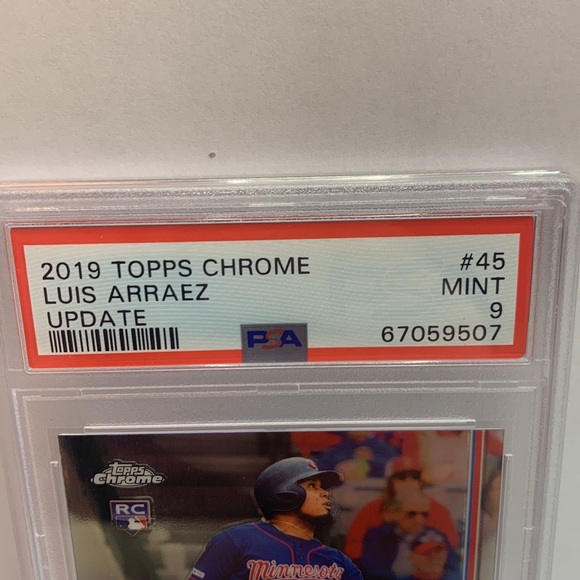 2019 TOPPS CHROME #45
LUIS ARRAEZ MINT
UPDATE 9
PSA 67059507
topps
Chrome
RC
Minnesota